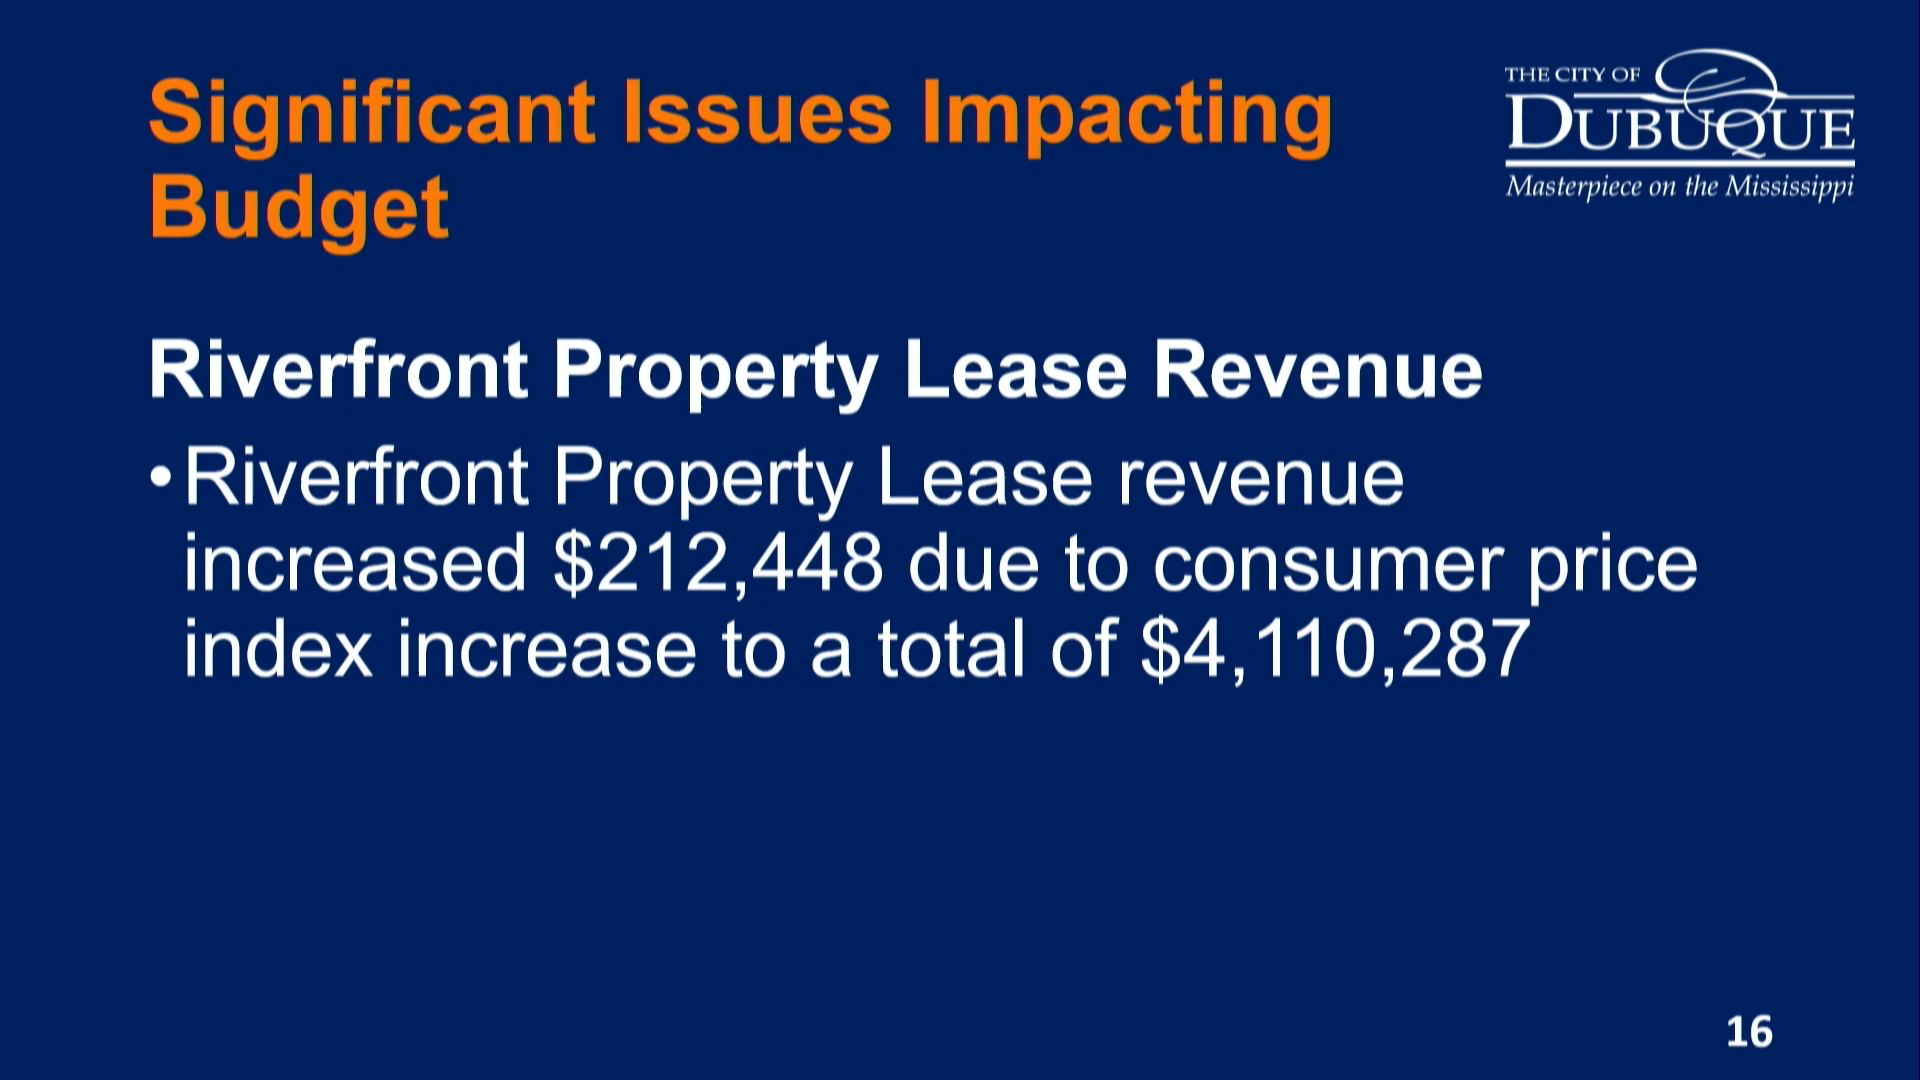 Significant Issues Impacting
Budget
THE CITY OF
DUBUQUE
Masterpiece on the Mississippi
Riverfront Property Lease Revenue
•Riverfront Property Lease revenue
increased $212,448 due to consumer price
index increase to a total of $4,110,287
16